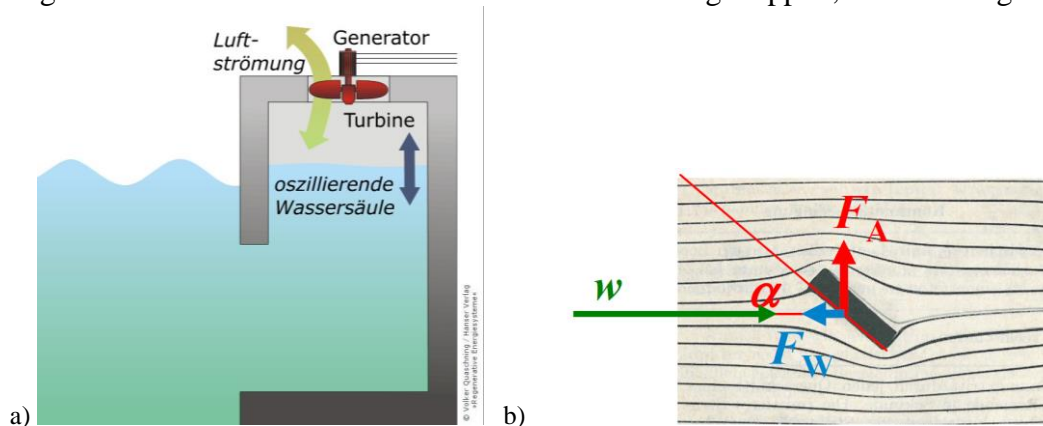 Luft-
strömung
Generator
Turbine
oszillierende
Wassersäule
© Volker Quaschning / Hanser Verlag
»Regenerative Energiesysteme«
a)
F_A
w
α
F_W
b)